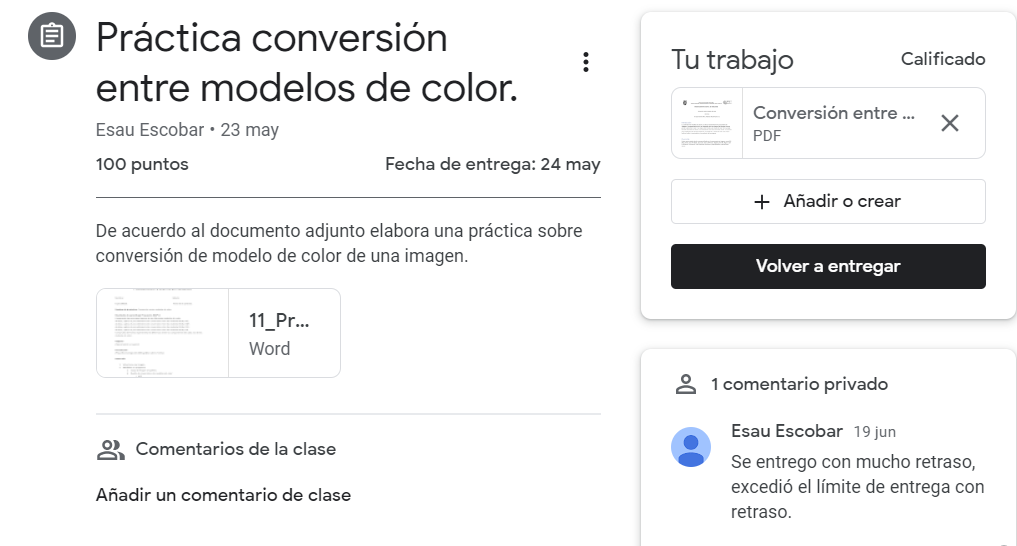 Práctica conversión
entre modelos de color.
Esau Escobar • 23 may
100 puntos
Fecha de entrega: 24 may
De acuerdo al documento adjunto elabora una práctica sobre
conversión de modelo de color de una imagen.
11_Pr...
Word
Comentarios de la clase
Añadir un comentario de clase
Tu trabajo
Calificado
Conversión entre ...
PDF
+ Añadir o crear
Volver a entregar
1 comentario privado
Esau Escobar 19 jun
Se entrego con mucho retraso,
excedió el límite de entrega con
retraso.